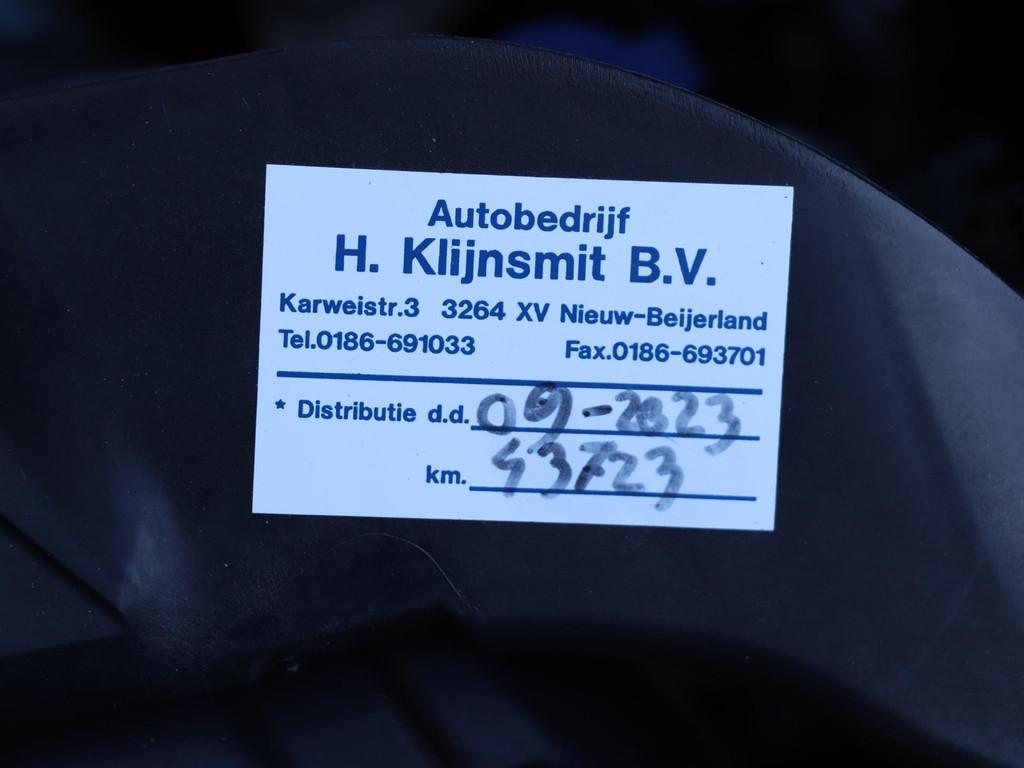 Autobedrijf
H. Klijnsmit B.V.
Karweistr.3 3264 XV Nieuw-Beijerland
Tel.0186-691033 Fax.0186-693701
* Distributie d.d. 09-2023
km. 43723